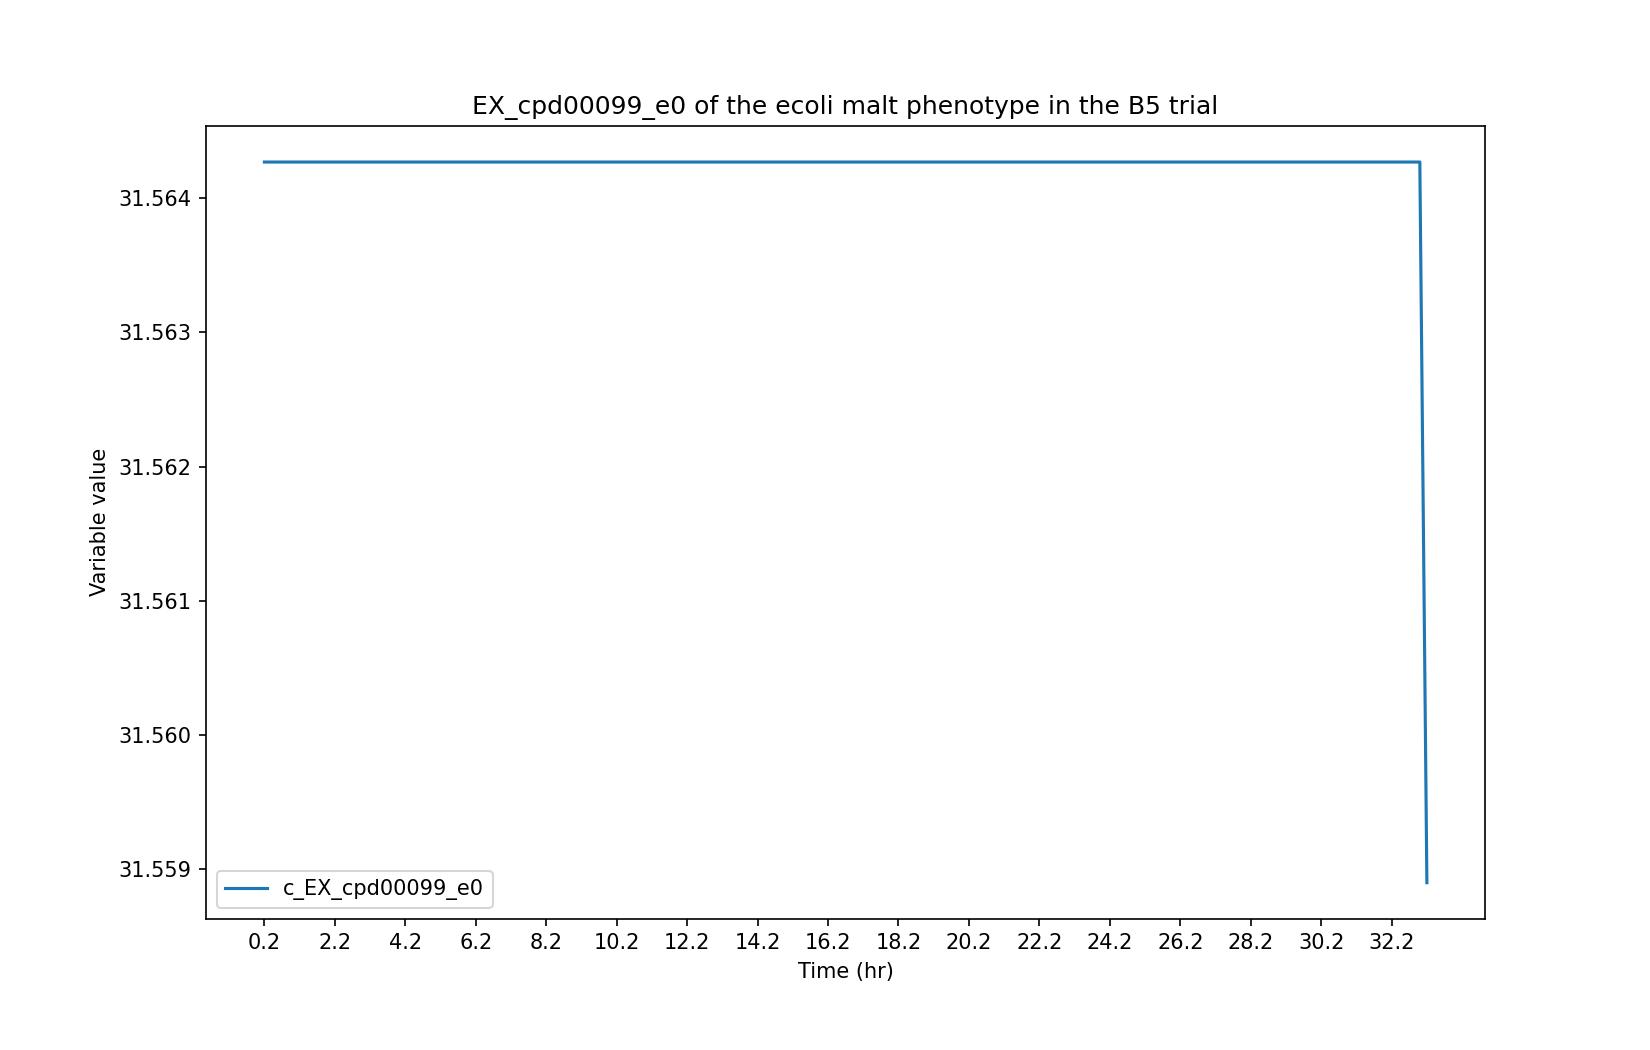 EX_cpd00099_e0 of the ecoli malt phenotype in the B5 trial
31.564
31.563
31.562
31.561
31.560
31.559
Variable value
c_EX_cpd00099_e0
0.2 2.2 4.2 6.2 8.2 10.2 12.2 14.2 16.2 18.2 20.2 22.2 24.2 26.2 28.2 30.2 32.2
Time (hr)